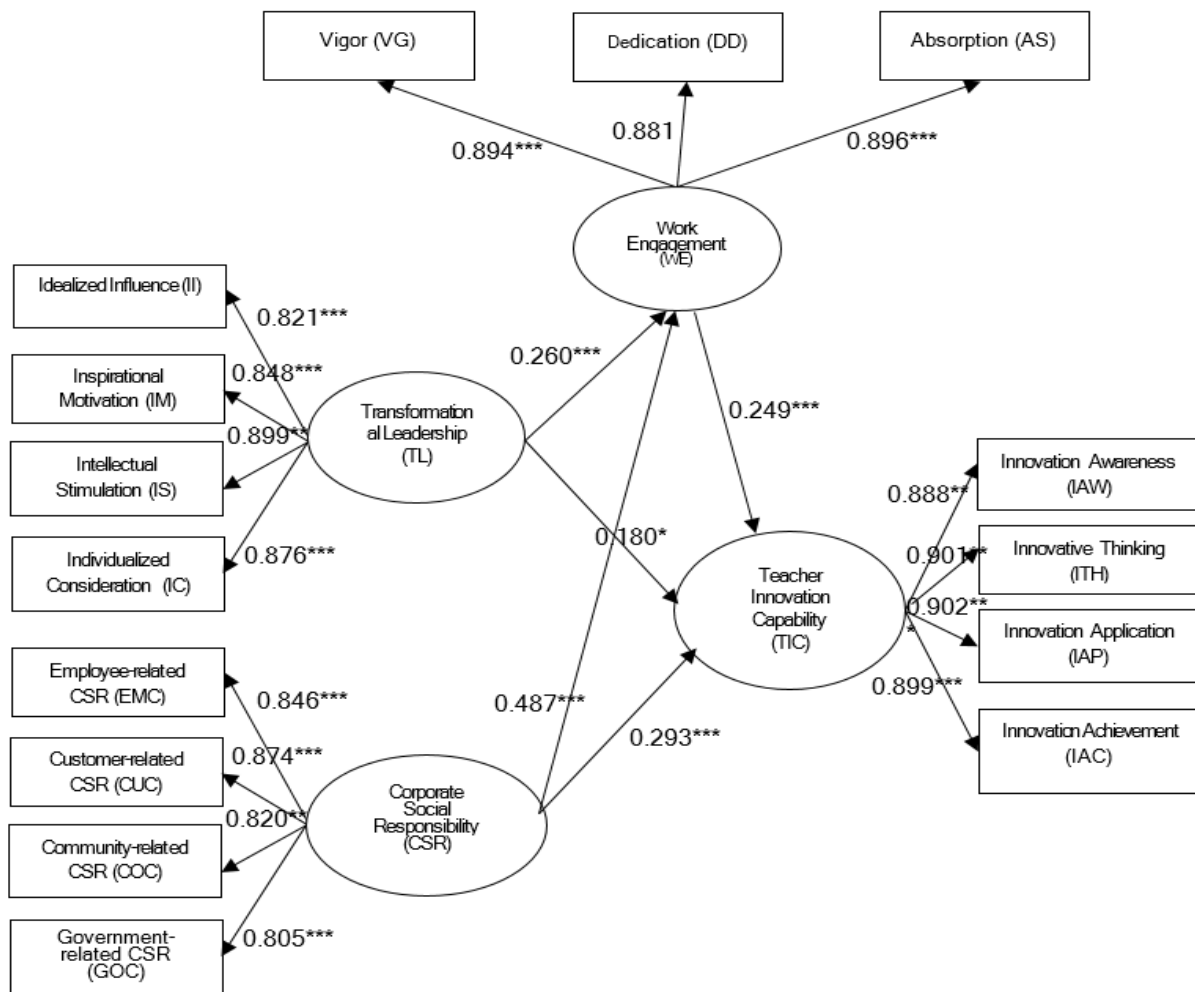 Vigor (VG)
Dedication (DD)
Absorption (AS)
0.894***
0.881
0.896***
Work
Engagement
(WE)
Idealized Influence (II)
0.821***
Inspirational
Motivation (IM)
0.848***
0.899**
Intellectual
Stimulation (IS)
Individualized
Consideration (IC)
0.876***
Transformation
al Leadership
(TL)
0.260***
0.249***
0.180*
0.487***
0.293***
Employee-related
CSR (EMC)
0.846***
Customer-related
CSR (CUC)
0.874***
0.820**
Community-related
CSR (COC)
Government-
related CSR
(GOC)
0.805***
Corporate
Social
Responsibility
(CSR)
Teacher
Innovation
Capability
(TIC)
0.888**
0.901**
0.902**
*
0.899***
Innovation Awareness
(IAW)
Innovative Thinking
(ITH)
Innovation Application
(IAP)
Innovation Achievement
(IAC)